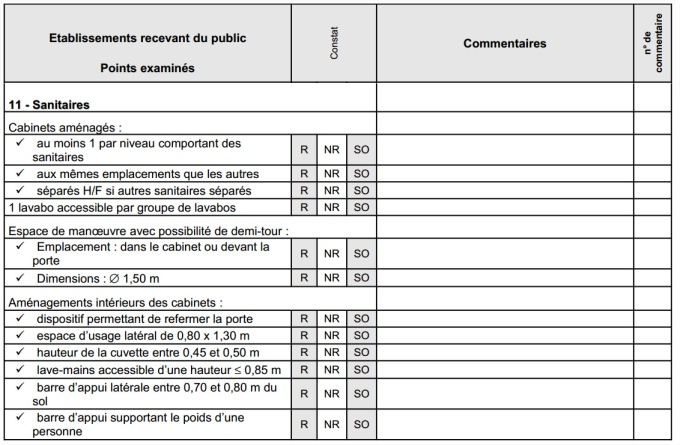 Etablissements recevant du public
Points examinés
Constat
Commentaires
n° de
commentaire
11 - Sanitaires
Cabinets aménagés :
✓ au moins 1 par niveau comportant des
sanitaires
R NR SO
✓ aux mêmes emplacements que les autres R NR SO
✓ séparés H/F si autres sanitaires séparés R NR SO
1 lavabo accessible par groupe de lavabos R NR SO
Espace de manœuvre avec possibilité de demi-tour :
✓ Emplacement : dans le cabinet ou devant la
porte
R NR SO
✓ Dimensions : ∅ 1,50 m R NR SO
Aménagements intérieurs des cabinets :
✓ dispositif permettant de refermer la porte R NR SO
✓ espace d'usage latéral de 0,80 x 1,30 m R NR SO
✓ hauteur de la cuvette entre 0,45 et 0,50 m R NR SO
✓ lave-mains accessible d'une hauteur ≤ 0,85 m R NR SO
✓ barre d'appui latérale entre 0,70 et 0,80 m du
sol
R NR SO
✓ barre d'appui supportant le poids d'une
personne
R NR SO